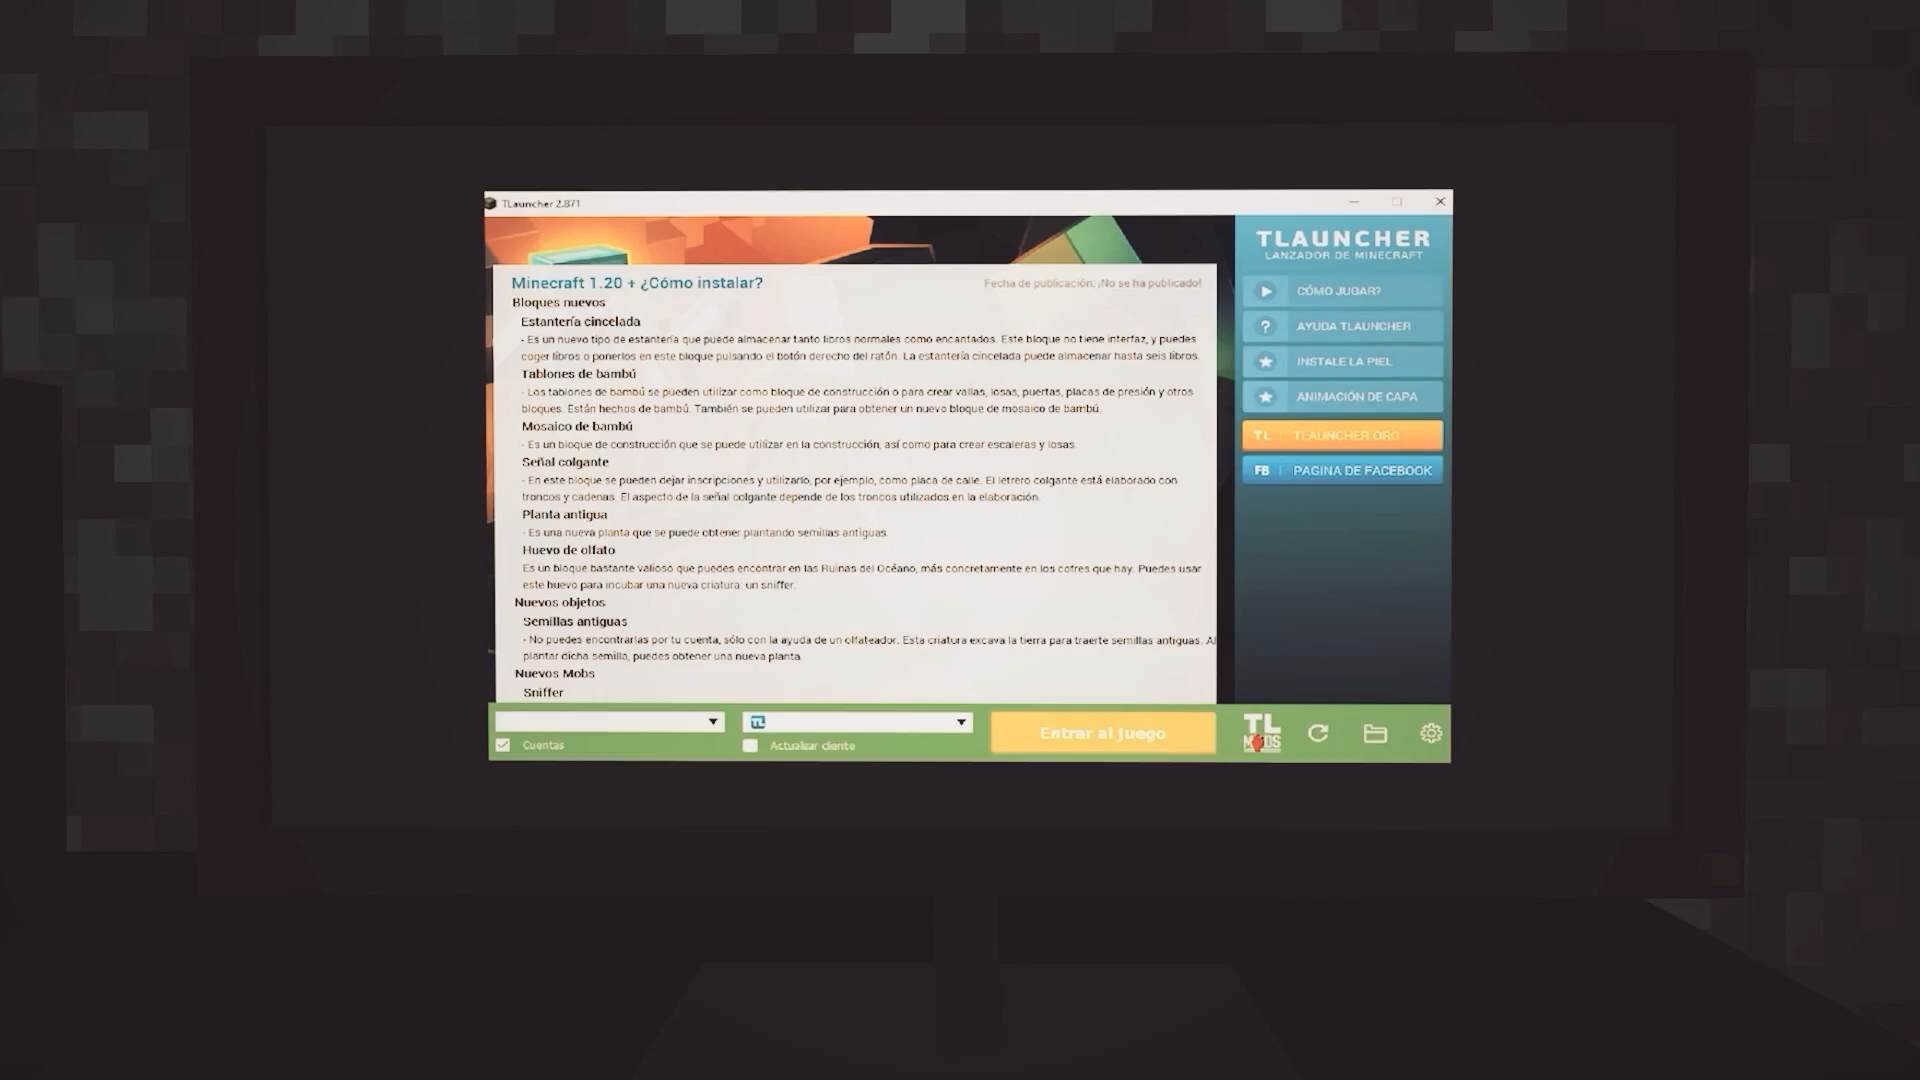 TLauncher 2.871
TLAUNCHER
LANZADOR DE MINECRAFT
Minecraft 1.20 + ¿Cómo instalar?
Fecha de publicación: ¡No se ha publicado!
Bloques nuevos
Estantería cincelada
- Es un nuevo tipo de estantería que puede almacenar tanto libros normales como encantados. Este bloque no tiene interfaz, y puedes
coger libros o ponerlos en este bloque pulsando el botón derecho del ratón. La estantería cincelada puede almacenar hasta seis libros.
Tablones de bambú
- Los tablones de bambú se pueden utilizar como bloque de construcción o para crear vallas, losas, puertas, placas de presión y otros
bloques. Están hechos de bambú. También se pueden utilizar para obtener un nuevo bloque de mosaico de bambú.
Mosaico de bambú
- Es un bloque de construcción que se puede utilizar en la construcción, así como para crear escaleras y losas.
Señal colgante
- En este bloque se pueden dejar inscripciones y utilizarlo, por ejemplo, como placa de calle. El letrero colgante está elaborado con
troncos y cadenas. El aspecto de la señal colgante depende de los troncos utilizados en la elaboración.
Planta antigua
- Es una nueva planta que se puede obtener plantando semillas antiguas.
Huevo de olfato
Es un bloque bastante valioso que puedes encontrar en las Ruinas del Océano, más concretamente en los cofres que hay. Puedes usar
este huevo para incubar una nueva criatura: un sniffer.
Nuevos objetos
Semillas antiguas
- No puedes encontrarlas por tu cuenta, sólo con la ayuda de un olfateador. Esta criatura excava la tierra para traerte semillas antiguas. Al
plantar dicha semilla, puedes obtener una nueva planta.
Nuevos Mobs
Sniffer
CÓMO JUGAR?
? AYUDA TLAUNCHER
INSTALE LA PIEL
ANIMACIÓN DE CAPA
TL TLAUNCHER.ORG
FB PAGINA DE FACEBOOK
Cuentas
TL
Actualizar cliente
Entrar al juego
TL
MODS